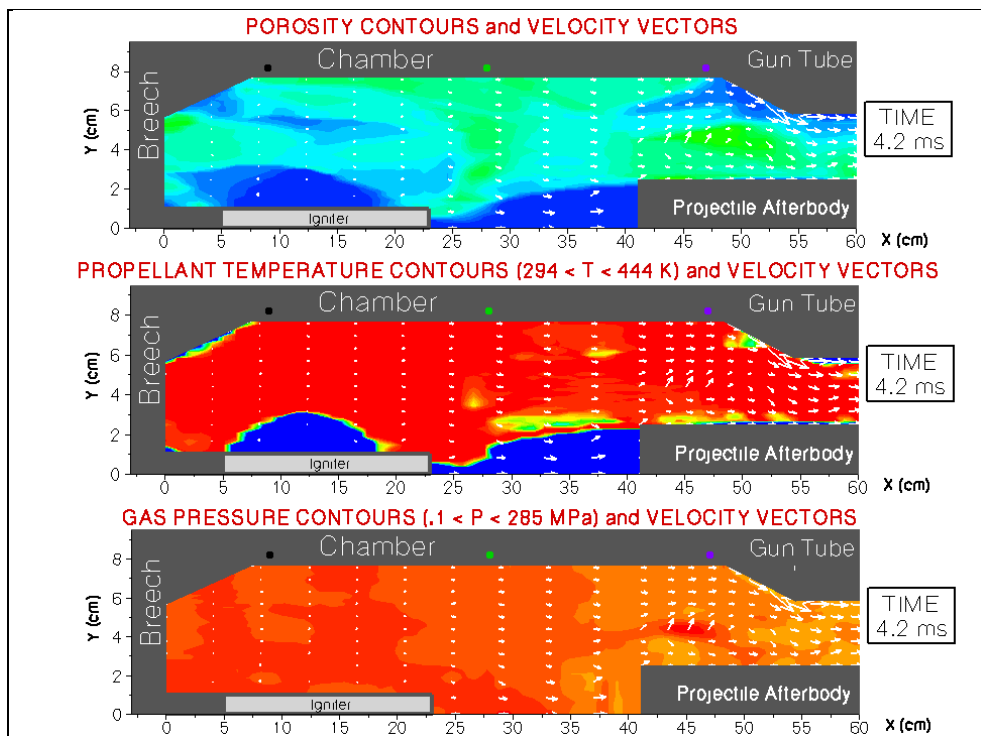 POROSITY CONTOURS and VELOCITY VECTORS
8
6
4
2
0
Y (cm)
Breech
Chamber
Gun Tube
Igniter
Projectile Afterbody
TIME
4.2 ms
0 5 10 15 20 25 30 35 40 45 50 55 60 X (cm)
PROPELLANT TEMPERATURE CONTOURS (294 < T < 444 K) and VELOCITY VECTORS
8
6
4
2
0
Y (cm)
Breech
Chamber
Gun Tube
Igniter
Projectile Afterbody
TIME
4.2 ms
0 5 10 15 20 25 30 35 40 45 50 55 60 X (cm)
GAS PRESSURE CONTOURS (.1 < P < 285 MPa) and VELOCITY VECTORS
8
6
4
2
0
Y (cm)
Breech
Chamber
Gun Tube
Igniter
Projectile Afterbody
TIME
4.2 ms
0 5 10 15 20 25 30 35 40 45 50 55 60 X (cm)